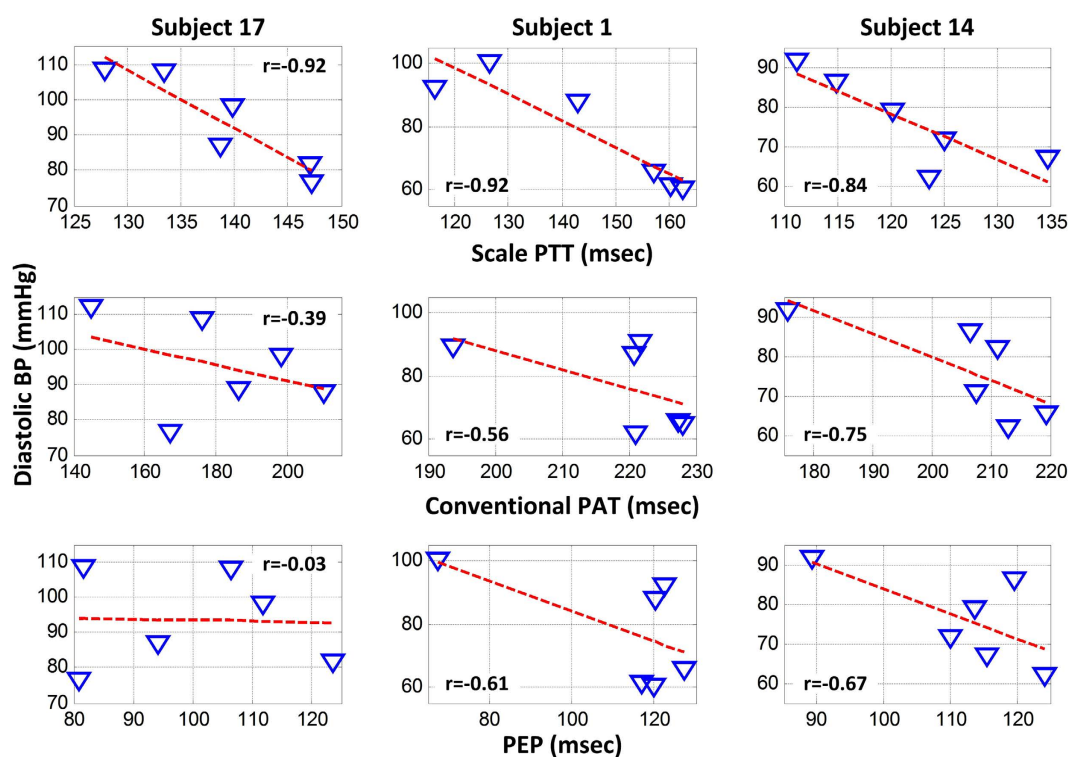 Subject 17 Subject 1 Subject 14
110 100 90 80 70
r=-0.92
125 130 135 140 145 150
100 80 60
r=-0.92
120 130 140 150 160
90 80 70 60
r=-0.84
110 115 120 125 130 135
Scale PTT (msec)
Diastolic BP (mmHg)
110 100 90 80 70
r=-0.39
140 160 180 200
100 80 60
r=-0.56
190 200 210 220 230
90 80 70 60
r=-0.75
180 190 200 210 220
Conventional PAT (msec)
110 100 90 80 70
r=-0.03
80 90 100 110 120
100 80 60
r=-0.61
80 100 120
90 80 70 60
r=-0.67
90 100 110 120
PEP (msec)